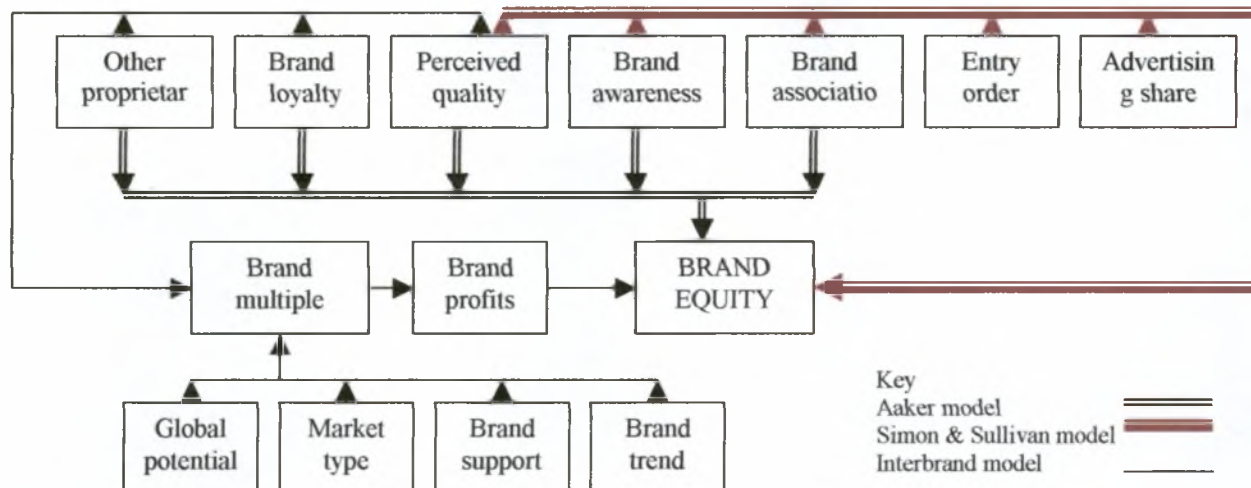 Other
proprietar
Brand
loyalty
Perceived
quality
Brand
awareness
Brand
associatio
Entry
order
Advertisin
g share
Brand
multiple
Brand
profits
BRAND
EQUITY
Global
potential
Market
type
Brand
support
Brand
trend
Key
Aaker model
Simon & Sullivan model
Interbrand model